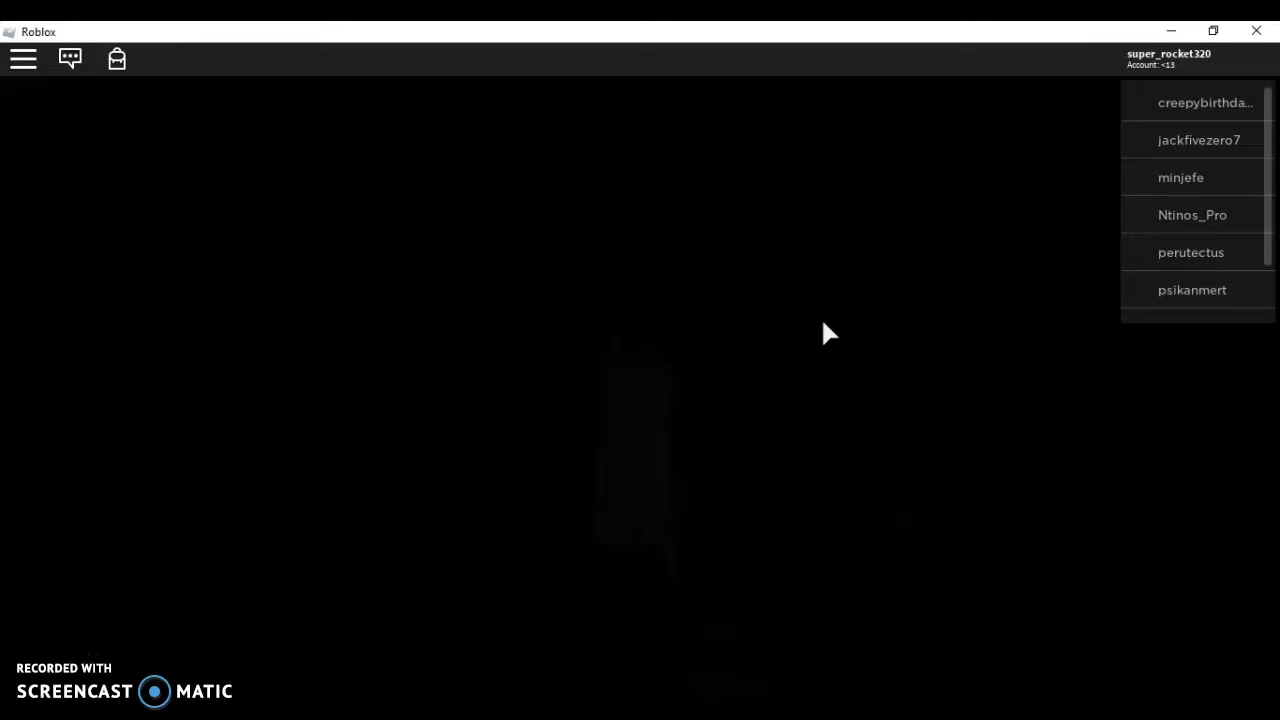 Roblox
super_rocket320
Account: <13
creepybirthda...
jackfivezero7
minjefe
Ntinos_Pro
perutectus
psikanmert
RECORDED WITH
SCREENCAST MATIC